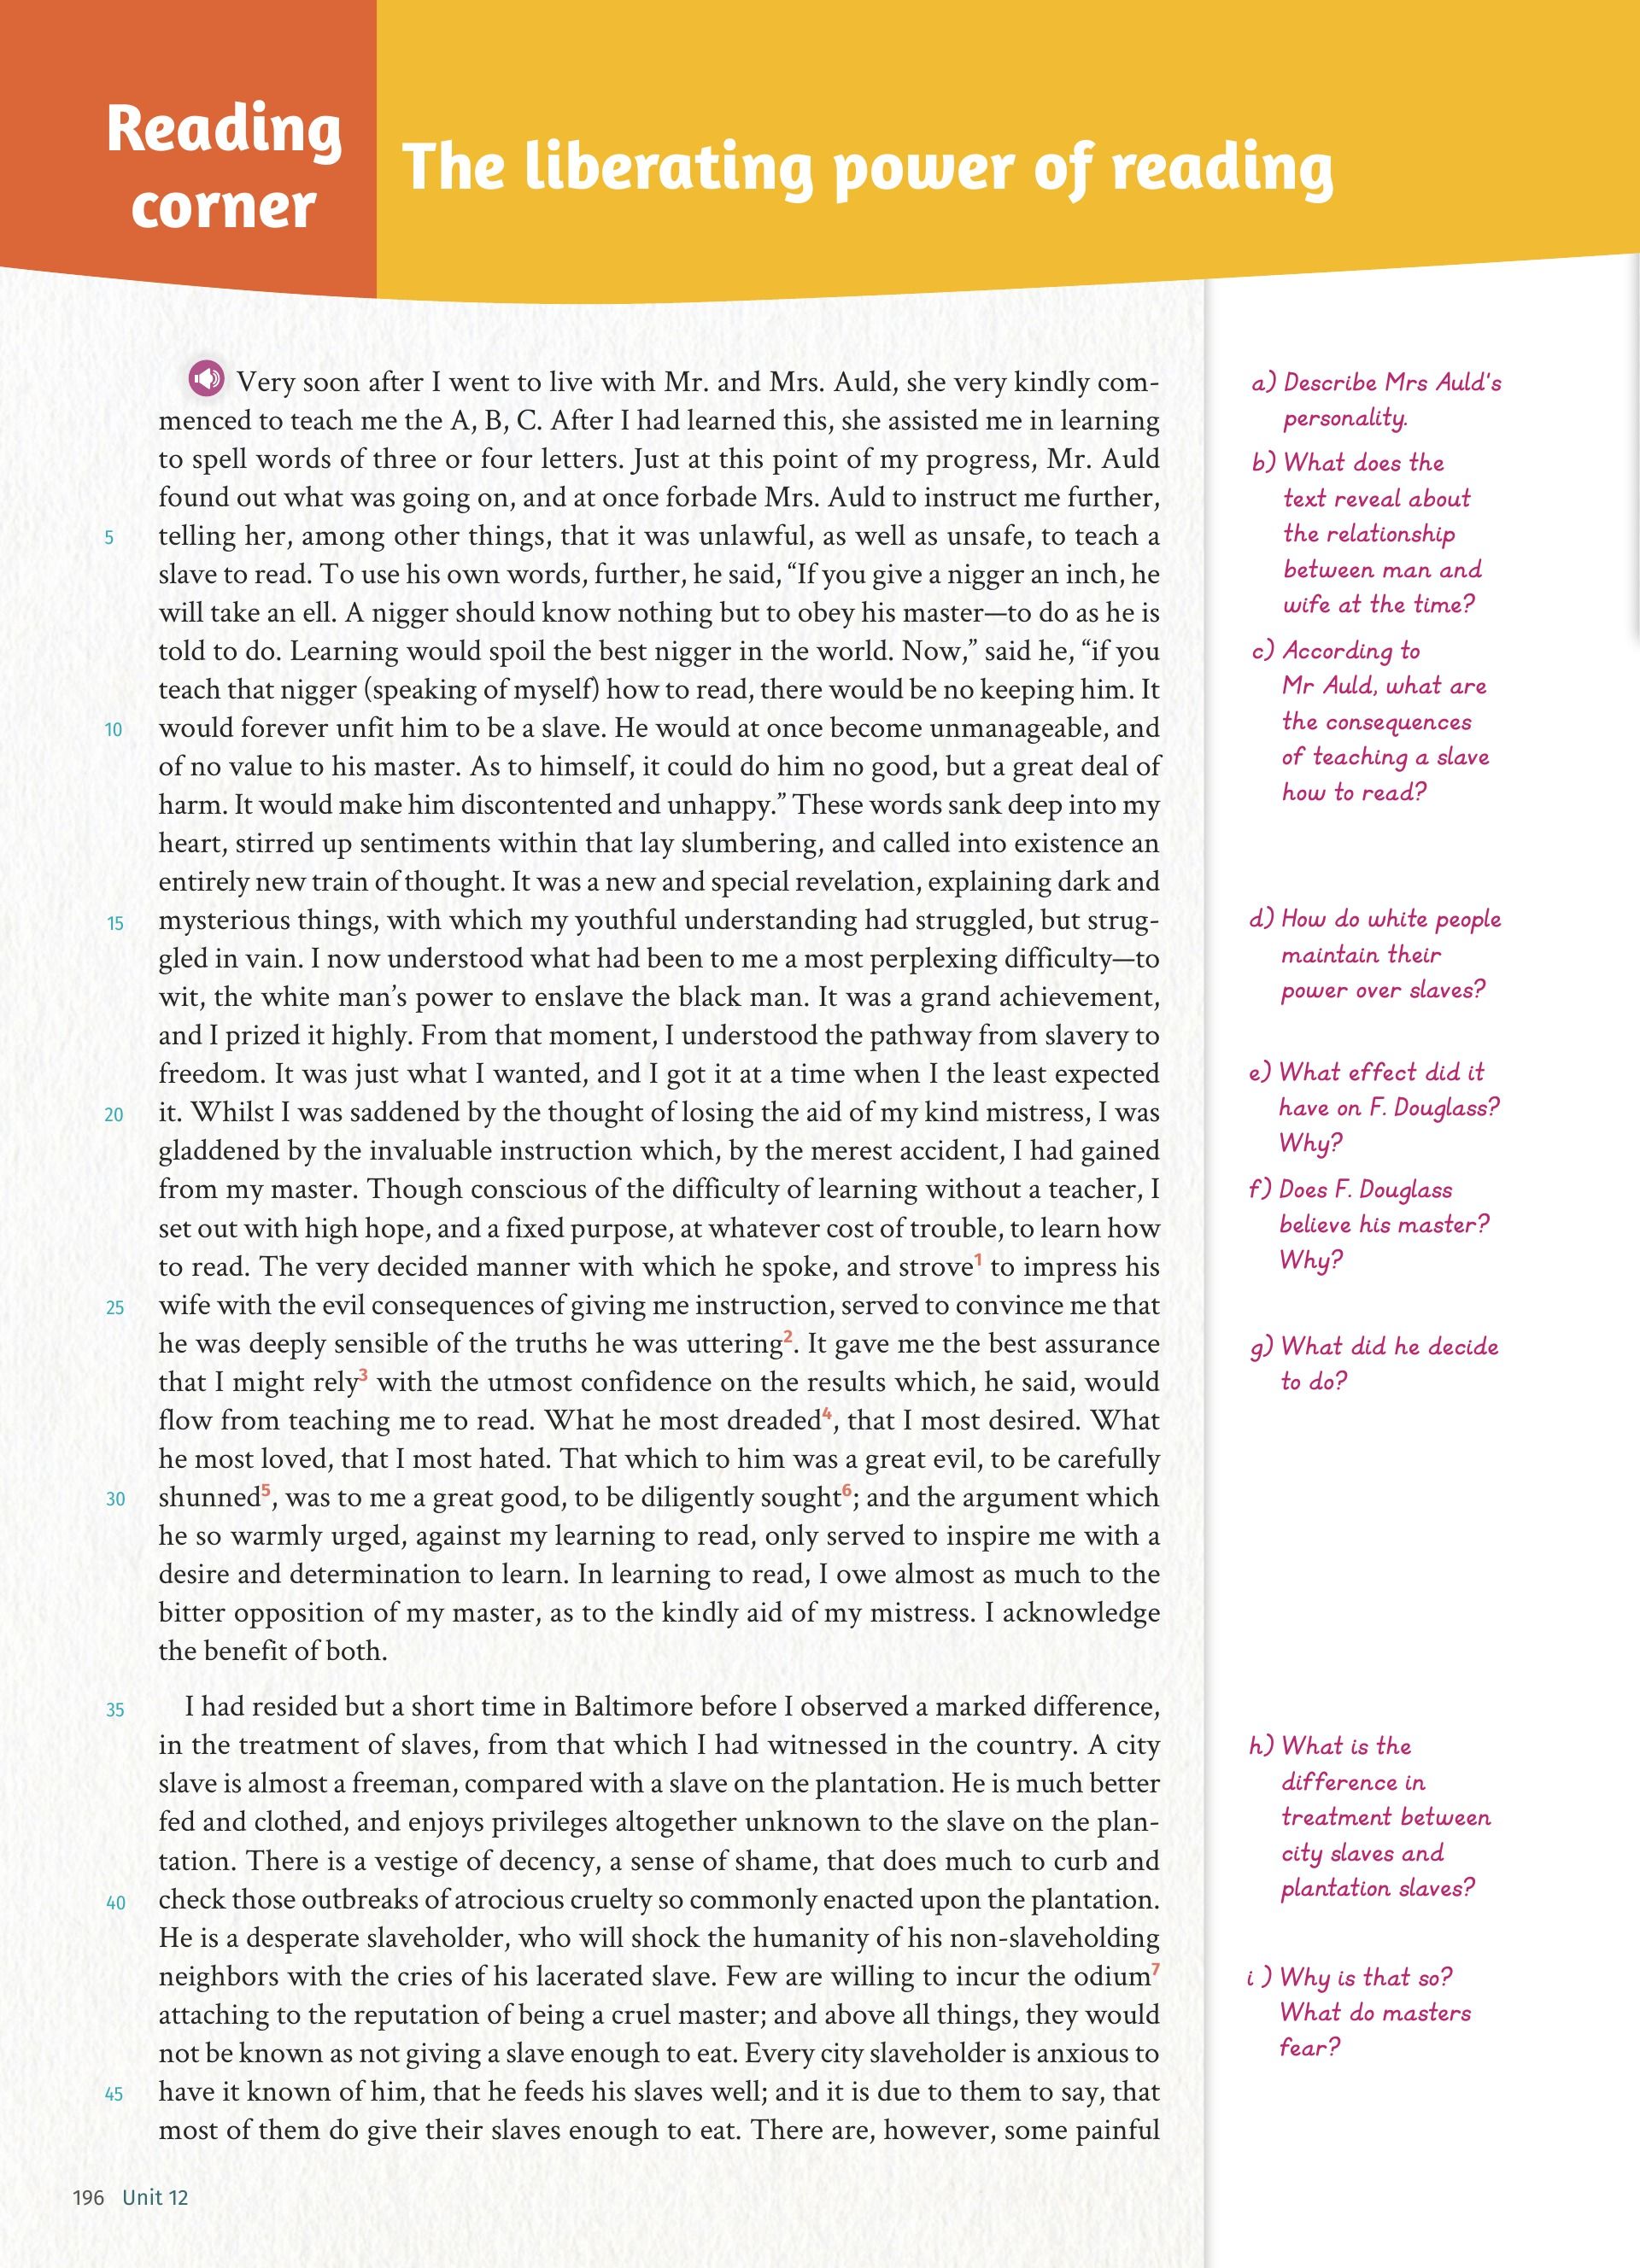 Reading
corner
The liberating power of reading
Very soon after I went to live with Mr. and Mrs. Auld, she very kindly com-
menced to teach me the A, B, C. After I had learned this, she assisted me in learning
to spell words of three or four letters. Just at this point of my progress, Mr. Auld
found out what was going on, and at once forbade Mrs. Auld to instruct me further,
5 telling her, among other things, that it was unlawful, as well as unsafe, to teach a
slave to read. To use his own words, further, he said, “If you give a nigger an inch, he
will take an ell. A nigger should know nothing but to obey his master—to do as he is
told to do. Learning would spoil the best nigger in the world. Now,” said he, “if you
teach that nigger (speaking of myself) how to read, there would be no keeping him. It
10 would forever unfit him to be a slave. He would at once become unmanageable, and
of no value to his master. As to himself, it could do him no good, but a great deal of
harm. It would make him discontented and unhappy.” These words sank deep into my
heart, stirred up sentiments within that lay slumbering, and called into existence an
entirely new train of thought. It was a new and special revelation, explaining dark and
15 mysterious things, with which my youthful understanding had struggled, but strug-
gled in vain. I now understood what had been to me a most perplexing difficulty—to
wit, the white man’s power to enslave the black man. It was a grand achievement,
and I prized it highly. From that moment, I understood the pathway from slavery to
freedom. It was just what I wanted, and I got it at a time when I the least expected
20 it. Whilst I was saddened by the thought of losing the aid of my kind mistress, I was
gladdened by the invaluable instruction which, by the merest accident, I had gained
from my master. Though conscious of the difficulty of learning without a teacher, I
set out with high hope, and a fixed purpose, at whatever cost of trouble, to learn how
to read. The very decided manner with which he spoke, and strove1 to impress his
25 wife with the evil consequences of giving me instruction, served to convince me that
he was deeply sensible of the truths he was uttering2. It gave me the best assurance
that I might rely3 with the utmost confidence on the results which, he said, would
flow from teaching me to read. What he most dreaded4, that I most desired. What
he most loved, that I most hated. That which to him was a great evil, to be carefully
30 shunned5, was to me a great good, to be diligently sought6; and the argument which
he so warmly urged, against my learning to read, only served to inspire me with a
desire and determination to learn. In learning to read, I owe almost as much to the
bitter opposition of my master, as to the kindly aid of my mistress. I acknowledge
the benefit of both.
35 I had resided but a short time in Baltimore before I observed a marked difference,
in the treatment of slaves, from that which I had witnessed in the country. A city
slave is almost a freeman, compared with a slave on the plantation. He is much better
fed and clothed, and enjoys privileges altogether unknown to the slave on the plan-
tation. There is a vestige of decency, a sense of shame, that does much to curb and
40 check those outbreaks of atrocious cruelty so commonly enacted upon the plantation.
He is a desperate slaveholder, who will shock the humanity of his non-slaveholding
neighbors with the cries of his lacerated slave. Few are willing to incur the odium7
attaching to the reputation of being a cruel master; and above all things, they would
not be known as not giving a slave enough to eat. Every city slaveholder is anxious to
45 have it known of him, that he feeds his slaves well; and it is due to them to say, that
most of them do give their slaves enough to eat. There are, however, some painful
a) Describe Mrs Auld's
personality.
b) What does the
text reveal about
the relationship
between man and
wife at the time?
c) According to
Mr Auld, what are
the consequences
of teaching a slave
how to read?
d) How do white people
maintain their
power over slaves?
e) What effect did it
have on F. Douglass?
Why?
f) Does F. Douglass
believe his master?
Why?
g) What did he decide
to do?
h) What is the
difference in
treatment between
city slaves and
plantation slaves?
i ) Why is that so?
What do masters
fear?
196 Unit 12